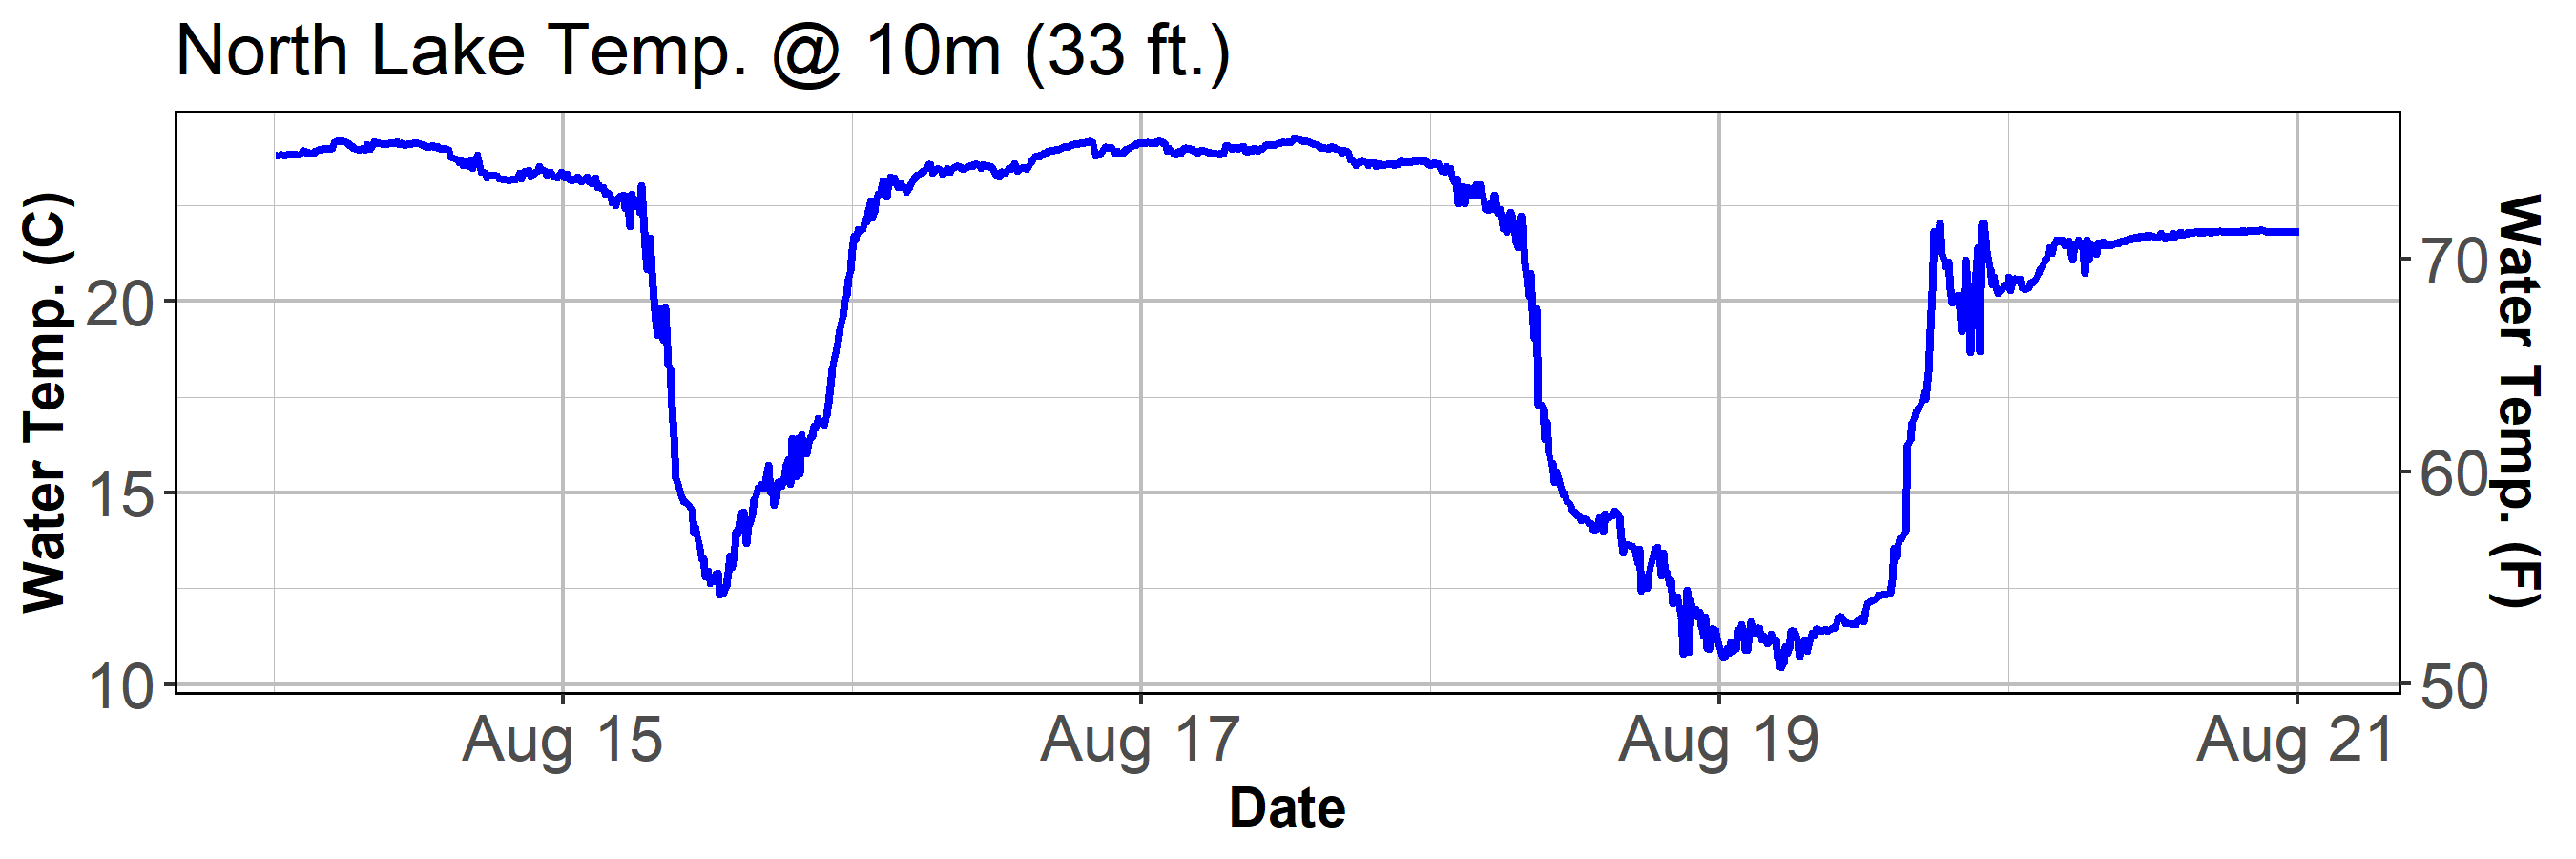 North Lake Temp. @ 10m (33 ft.)
Water Temp. (C)
20
15
10
70
60
50
Water Temp. (F)
Aug 15
Aug 17
Aug 19
Aug 21
Date